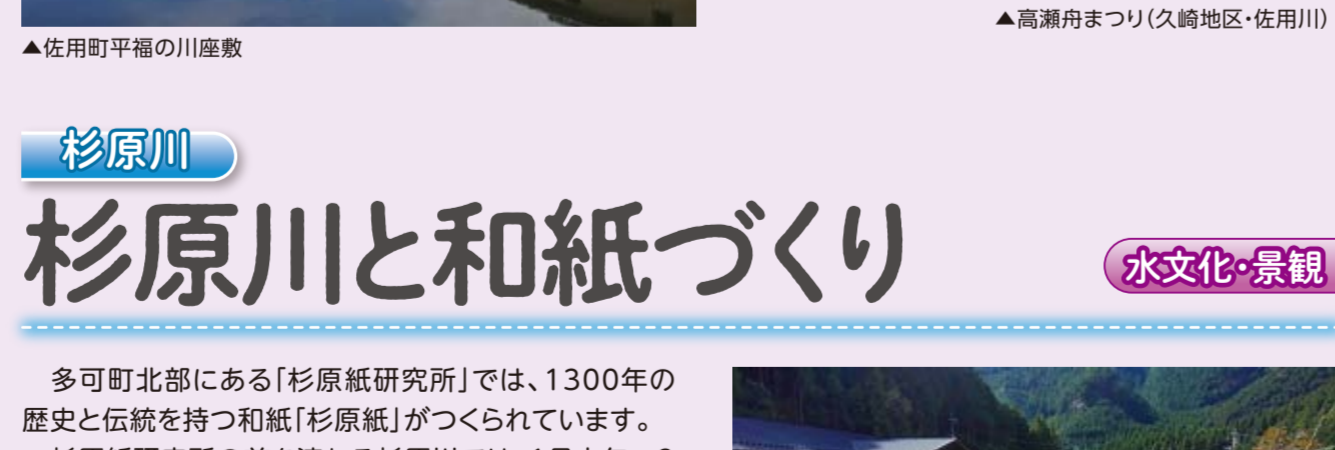 ▲高瀬舟まつり(久崎地区・佐用川)
▲佐用町平福の川座敷
杉原川
杉原川と和紙づくり
水文化・景観
多可町北部にある「杉原紙研究所」では、1300年の
歴史と伝統を持つ和紙「杉原紙」がつくられています。